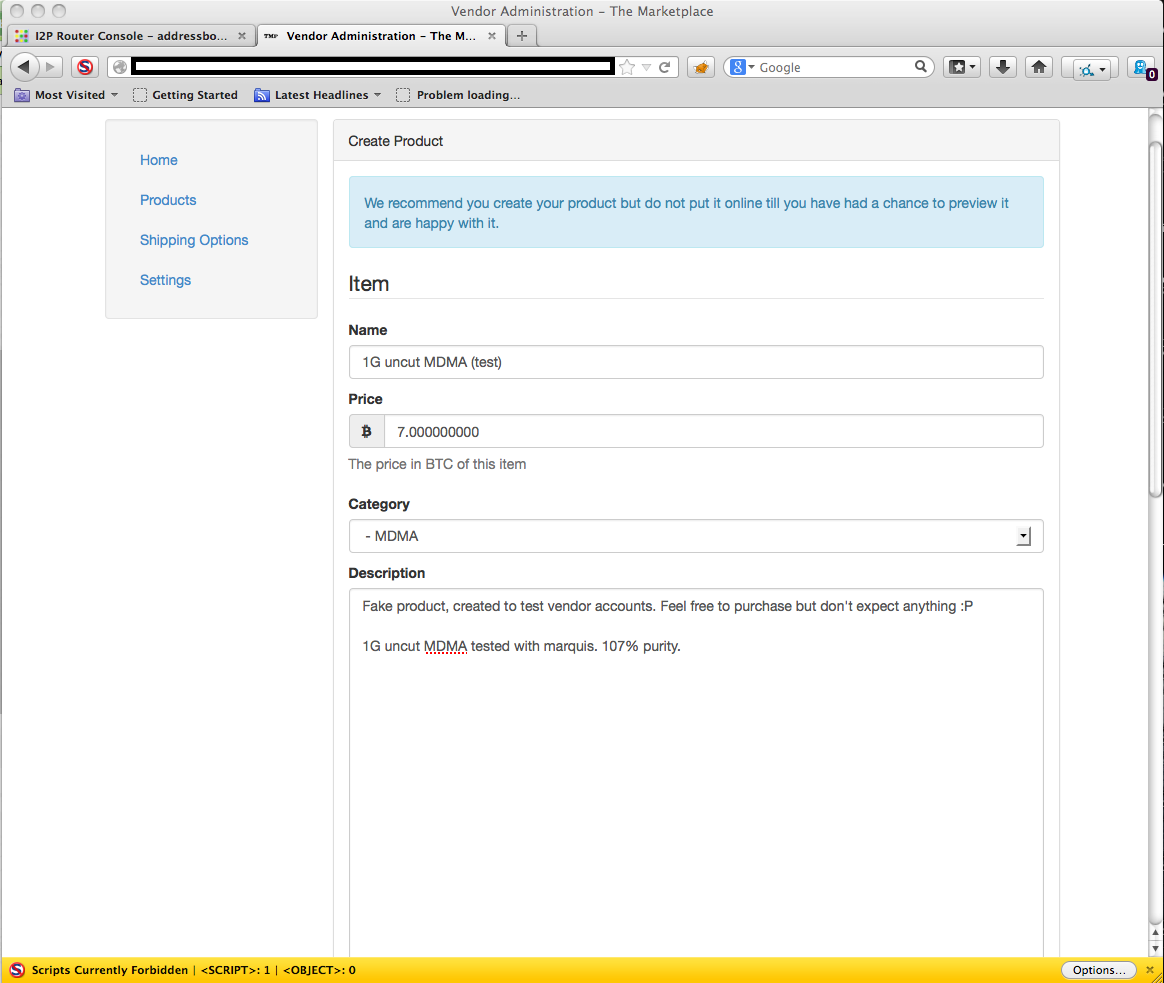 Vendor Administration – The Marketplace
I2P Router Console – addressbo...
TMP Vendor Administration – The M...
Google
0
Most Visited
Getting Started
Latest Headlines
Problem loading...
Home
Products
Shipping Options
Settings
Create Product
We recommend you create your product but do not put it online till you have had a chance to preview it
and are happy with it.
Item
Name
1G uncut MDMA (test)
Price
7.000000000
The price in BTC of this item
Category
- MDMA
Description
Fake product, created to test vendor accounts. Feel free to purchase but don't expect anything :P
1G uncut MDMA tested with marquis. 107% purity.
Scripts Currently Forbidden | <SCRIPT>: 1 | <OBJECT>: 0
Options...